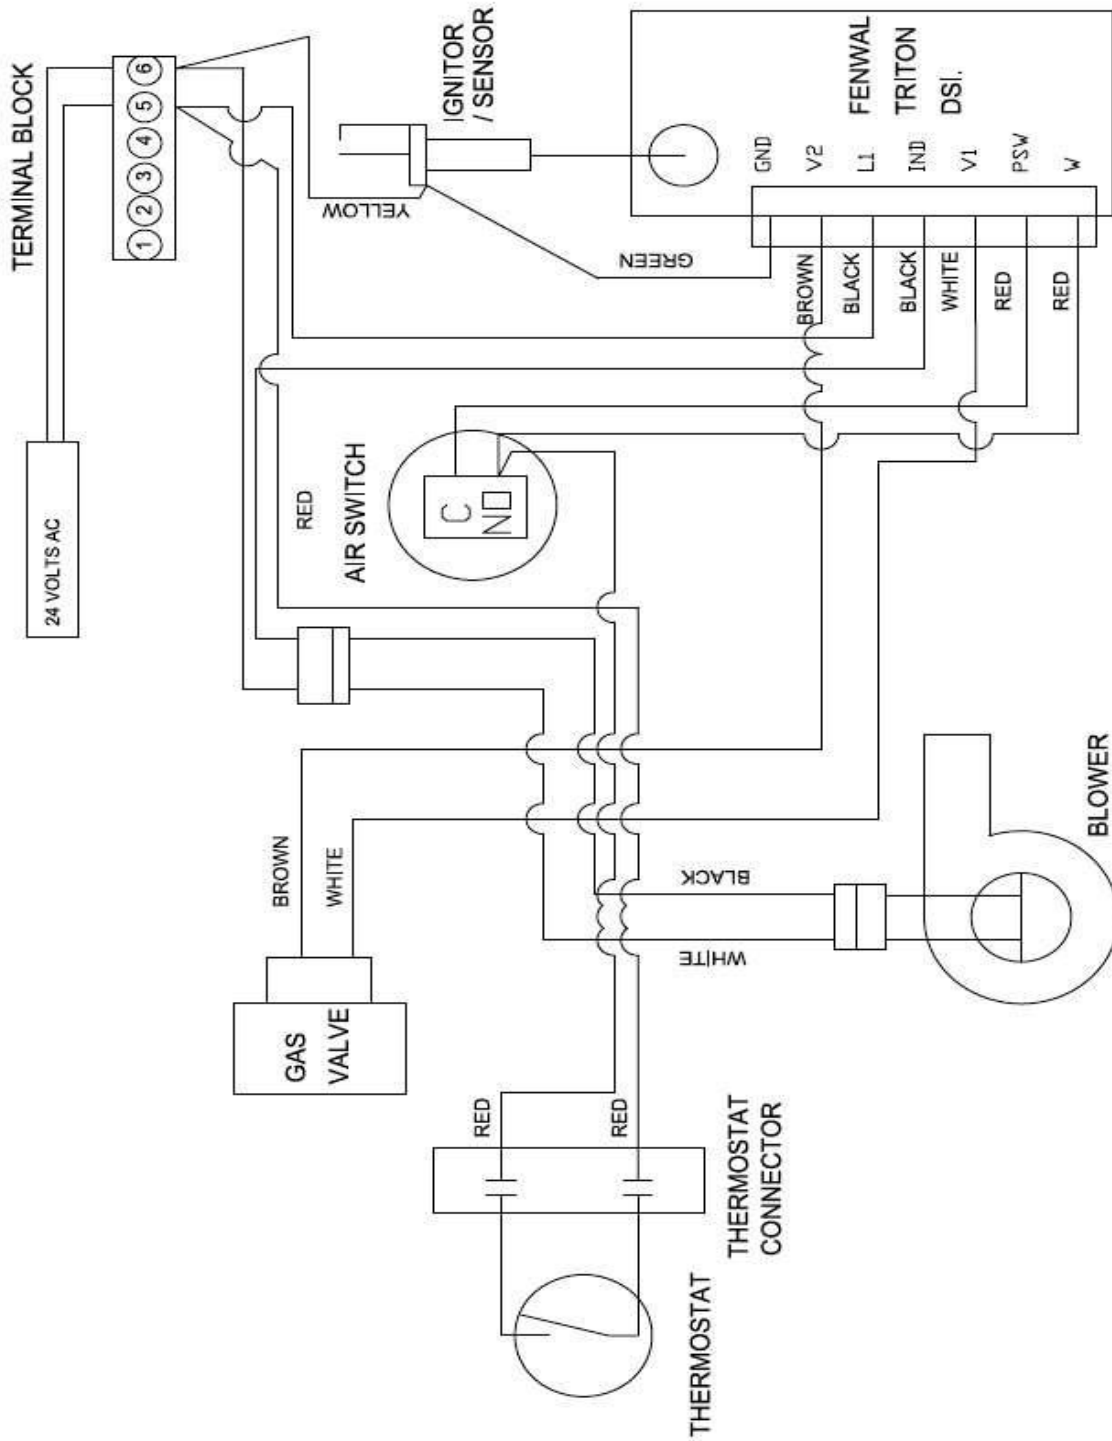 24 VOLTS AC
TERMINAL BLOCK
1 2 3 4 5 6
YELLOW
IGNITOR
/ SENSOR
GREEN
FENWAL
TRITON
DSI.
GND
V2
L1
IND
V1
PSW
W
BROWN
BLACK
BLACK
WHITE
RED
RED
RED
AIR SWITCH
C
NO
BROWN
WHITE
GAS
VALVE
BLACK
WHITE
BLOWER
RED
RED
THERMOSTAT
CONNECTOR
THERMOSTAT